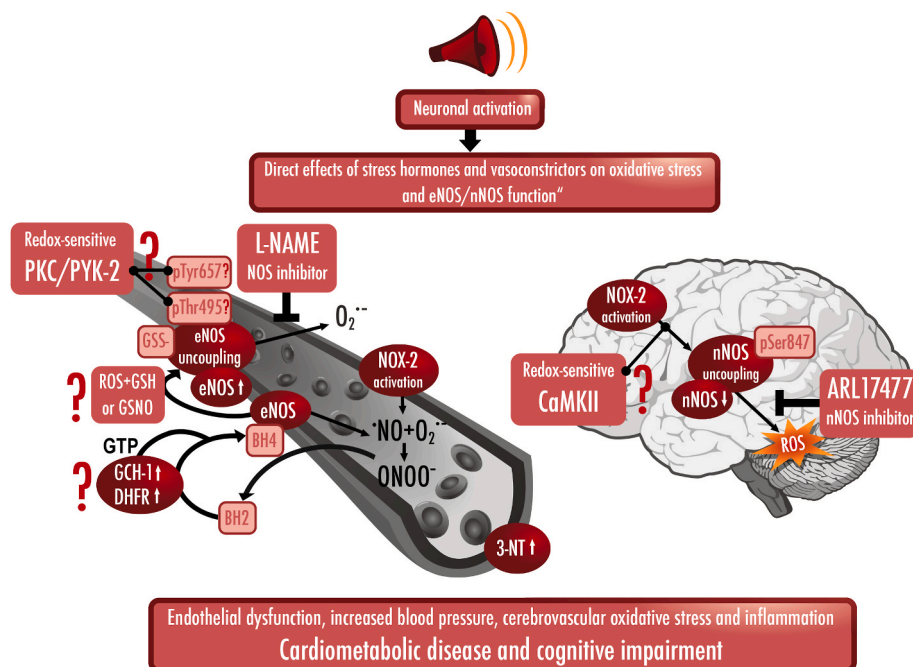 Neuronal activation
Direct effects of stress hormones and vasoconstrictors on oxidative stress
and eNOS/nNOS function“
Redox-sensitive
PKC/PYK-2
?
pTyr657?
pThr495?
L-NAME
NOS inhibitor
O₂˙⁻
GSS-
eNOS
uncoupling
eNOS↑
?
ROS+GSH
or GSNO
eNOS
NOX-2
activation
˙NO+O₂˙⁻
ONOO⁻
GTP
BH4
?
GCH-1↑
DHFR↑
BH2
3-NT↑
NOX-2
activation
Redox-sensitive
CaMKII
?
nNOS
uncoupling
pSer847
nNOS↓
ARL17477
nNOS inhibitor
ROS
Endothelial dysfunction, increased blood pressure, cerebrovascular oxidative stress and inflammation
Cardiometabolic disease and cognitive impairment